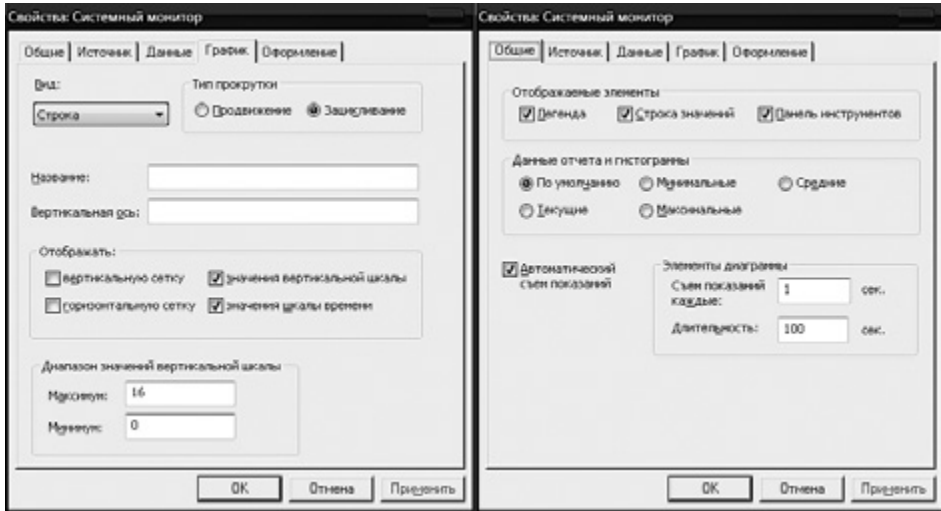 Свойства: Системный монитор
Общие Источник Данные График Оформление
Вид:
Строка
Тип прокрутки
Продвижение Зацикливание
Название:
Вертикальная ось:
Отображать:
вертикальную сетку значения вертикальной шкалы
горизонтальную сетку значения шкалы времени
Диапазон значений вертикальной шкалы
Максимум: 16
Минимум: 0
OK Отмена Применить
Свойства: Системный монитор
Общие Источник Данные График Оформление
Отображаемые элементы
Легенда Строка значений Панель инструментов
Данные отчета и гистограммы
По умолчанию Минимальные Средние
Текущие Максимальные
Автоматический
съем показаний
Элементы диаграммы
Съем показаний
каждые: 1 сек.
Длительность: 100 сек.
OK Отмена Применить